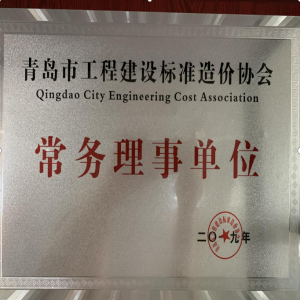 青岛市工程建设标准造价协会
Qingdao City Engineering Cost Association
常务理事单位
二〇一九年